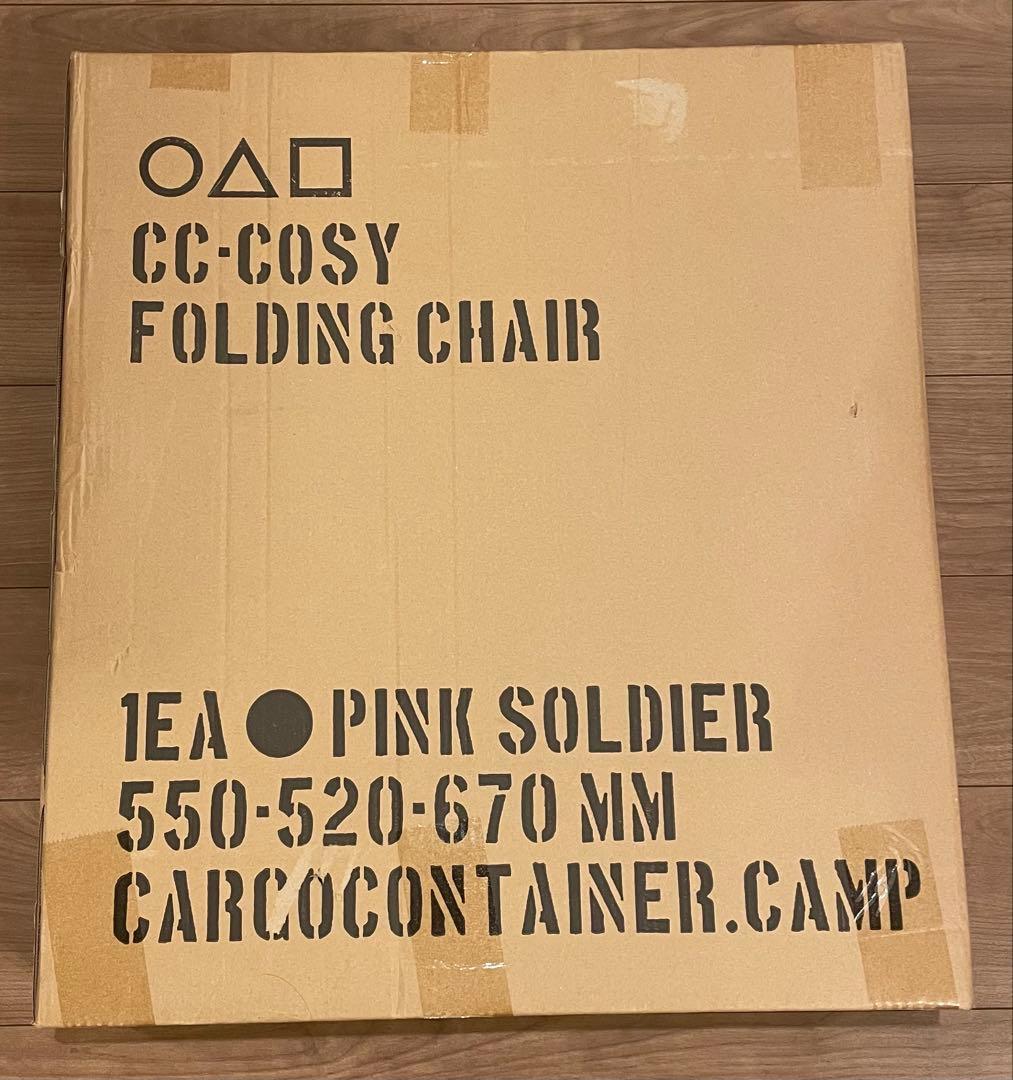 CC-COSY
FOLDING CHAIR
1EA ● PINK SOLDIER
550-520-670 MM
CARGOCONTAINER.CAMP